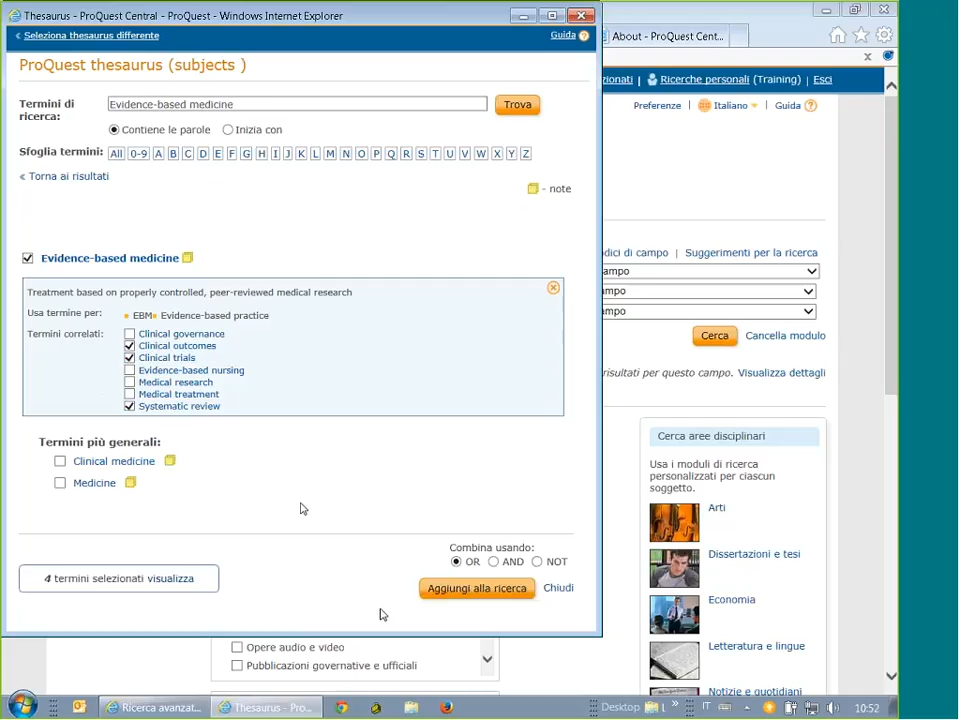 Thesaurus - ProQuest Central - ProQuest - Windows Internet Explorer
« Seleziona thesaurus differente
Guida
ProQuest thesaurus (subjects )
Termini di ricerca:
Evidence-based medicine
Trova
Contiene le parole
Inizia con
Sfoglia termini: All 0-9 A B C D E F G H I J K L M N O P Q R S T U V W X Y Z
« Torna ai risultati
- note
Evidence-based medicine
Treatment based on properly controlled, peer-reviewed medical research
Usa termine per: EBM Evidence-based practice
Termini correlati:
Clinical governance
Clinical outcomes
Clinical trials
Evidence-based nursing
Medical research
Medical treatment
Systematic review
Termini più generali:
Clinical medicine
Medicine
Combina usando:
OR AND NOT
4 termini selezionati visualizza
Aggiungi alla ricerca
Chiudi
About - ProQuest Cent...
Ricerche personali (Training) | Esci
Preferenze | Italiano | Guida
dici di campo | Suggerimenti per la ricerca
ampo
ampo
ampo
Cerca
Cancella modulo
risultati per questo campo. Visualizza dettagli
Cerca aree disciplinari
Usa i moduli di ricerca
personalizzati per ciascun
soggetto.
Arti
Dissertazioni e tesi
Economia
Letteratura e lingue
Notizie e quotidiani
Opere audio e video
Pubblicazioni governative e ufficiali
Ricerca avanzat...
Thesaurus - Pro...
Desktop
L
»
IT
10:52